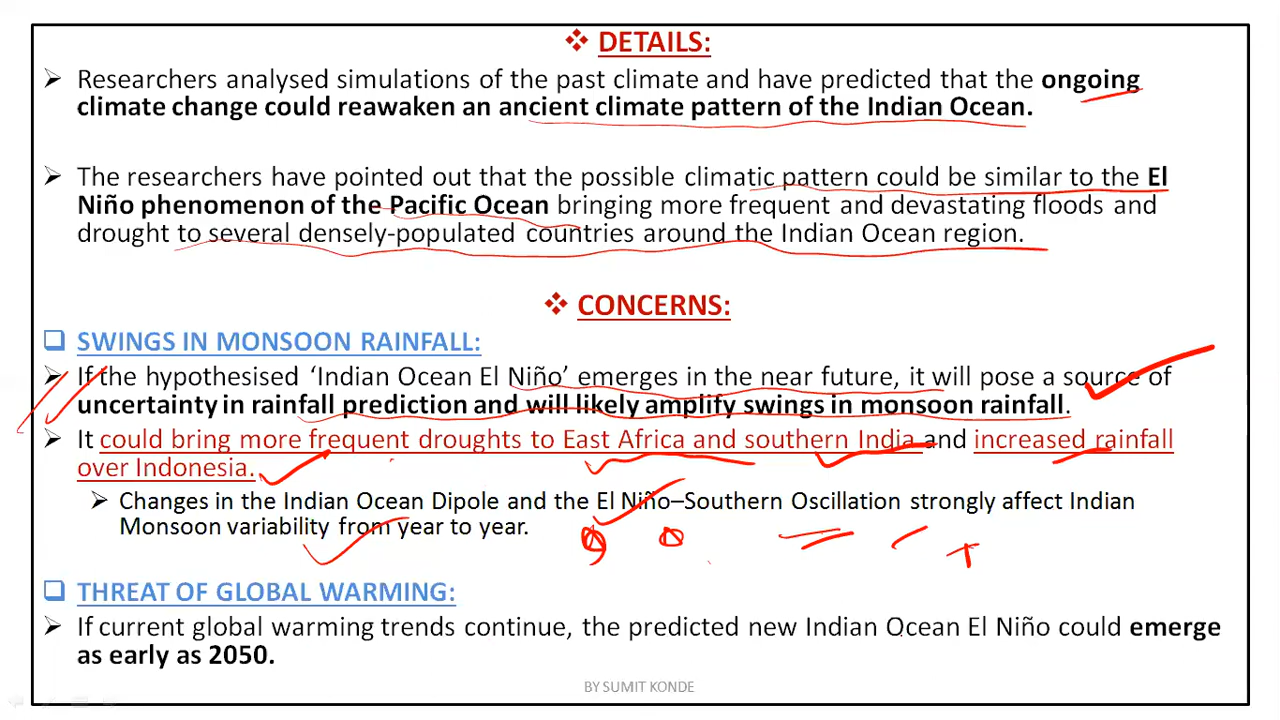 ❖ DETAILS:
➢ Researchers analysed simulations of the past climate and have predicted that the ongoing
climate change could reawaken an ancient climate pattern of the Indian Ocean.
➢ The researchers have pointed out that the possible climatic pattern could be similar to the El
Niño phenomenon of the Pacific Ocean bringing more frequent and devastating floods and
drought to several densely-populated countries around the Indian Ocean region.
❖ CONCERNS:
❑ SWINGS IN MONSOON RAINFALL:
➢ If the hypothesised ‘Indian Ocean El Niño’ emerges in the near future, it will pose a source of
uncertainty in rainfall prediction and will likely amplify swings in monsoon rainfall.
➢ It could bring more frequent droughts to East Africa and southern India and increased rainfall
over Indonesia.
➢ Changes in the Indian Ocean Dipole and the El Niño–Southern Oscillation strongly affect Indian
Monsoon variability from year to year.
❑ THREAT OF GLOBAL WARMING:
➢ If current global warming trends continue, the predicted new Indian Ocean El Niño could emerge
as early as 2050.
BY SUMIT KONDE